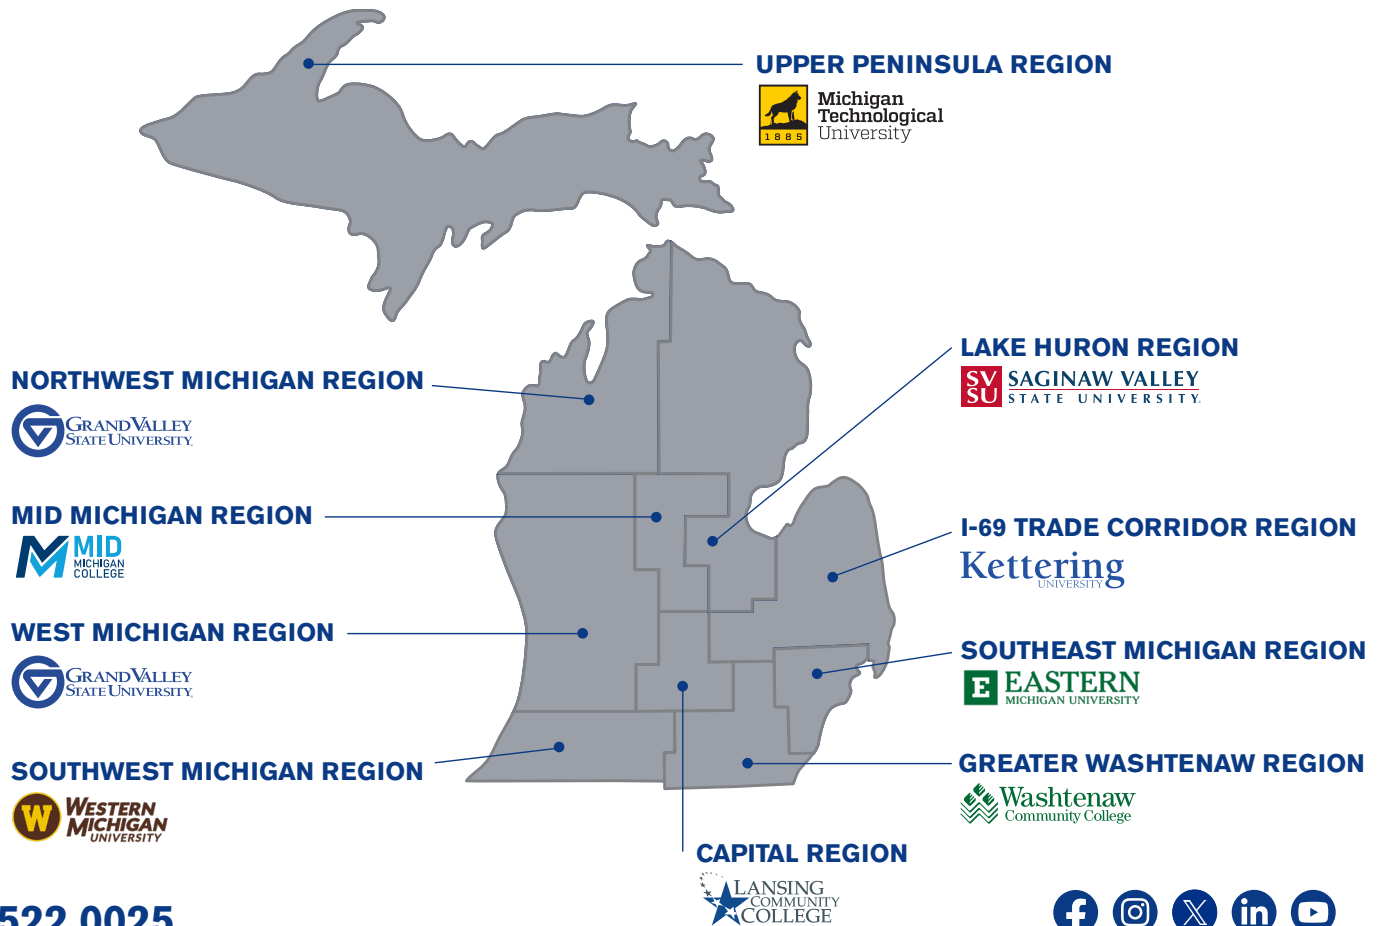 UPPER PENINSULA REGION
1885
Michigan
Technological
University
LAKE HURON REGION
SV
SU
SAGINAW VALLEY
STATE UNIVERSITY
NORTHWEST MICHIGAN REGION
GRAND VALLEY
STATE UNIVERSITY
MID MICHIGAN REGION
MID
MICHIGAN
COLLEGE
I-69 TRADE CORRIDOR REGION
Kettering
UNIVERSITY
WEST MICHIGAN REGION
GRAND VALLEY
STATE UNIVERSITY
SOUTHEAST MICHIGAN REGION
E
EASTERN
MICHIGAN UNIVERSITY
SOUTHWEST MICHIGAN REGION
W
WESTERN
MICHIGAN
UNIVERSITY
GREATER WASHTENAW REGION
Washtenaw
Community College
CAPITAL REGION
LANSING
COMMUNITY
COLLEGE
522.0025